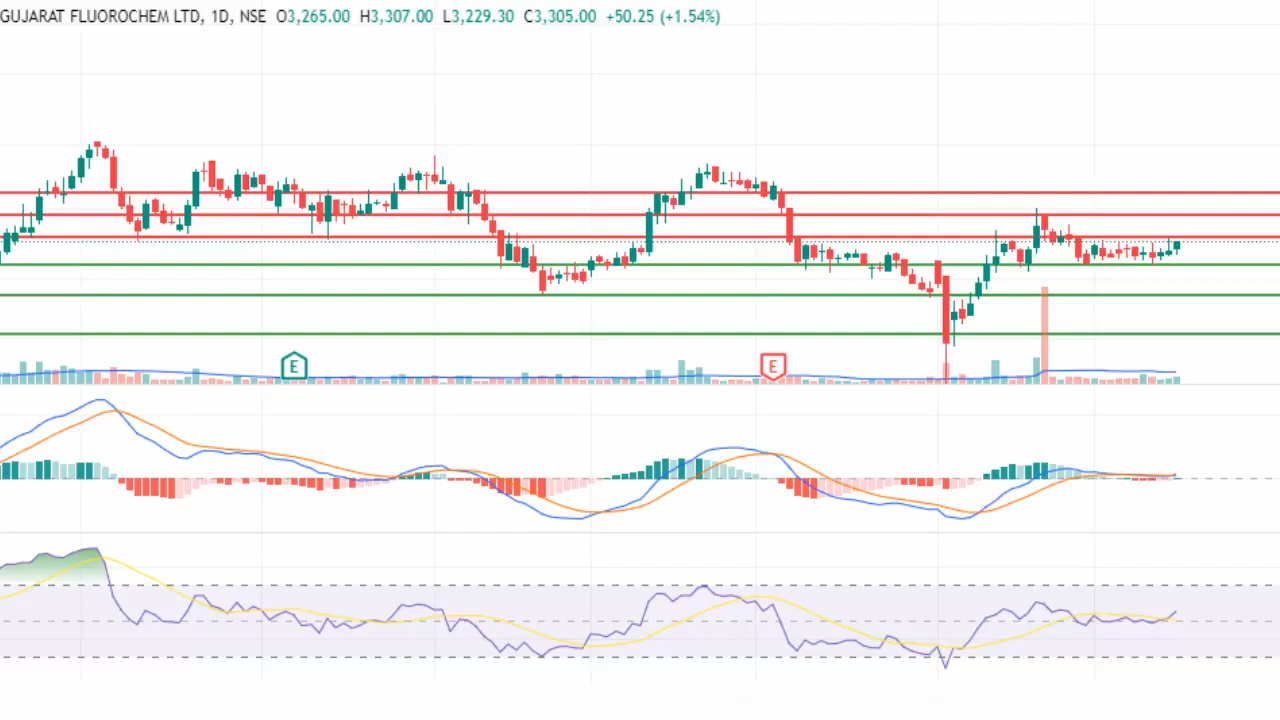 GUJARAT FLUOROCHEM LTD, 1D, NSE O3,265.00 H3,307.00 L3,229.30 C3,305.00 +50.25 (+1.54%)
E
E